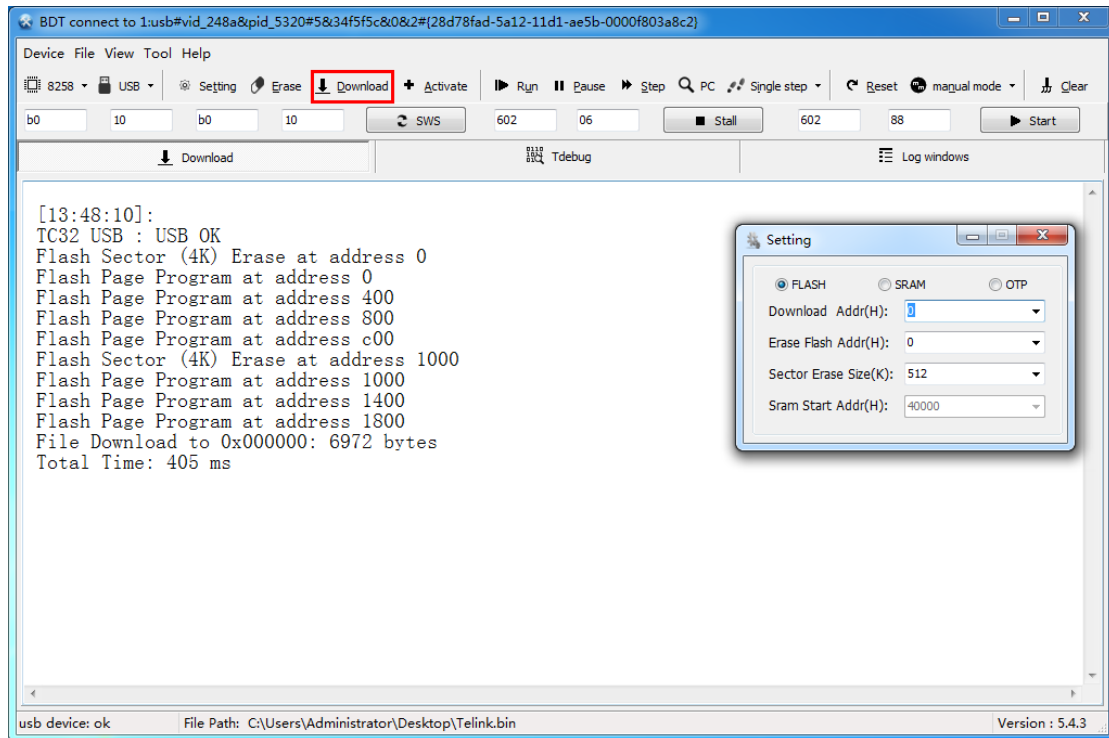 BDT connect to 1:usb#vid_248a&pid_5320#5&34f5f5c&0&2#{28d78fad-5a12-11d1-ae5b-0000f803a8c2}
Device File View Tool Help
8258 USB Setting Erase Download Activate Run Pause Step PC Single step Reset manual mode Clear
b0 10 b0 10 SWS 602 06 Stall 602 88 Start
Download Tdebug Log windows
[13:48:10]:
TC32 USB : USB OK
Flash Sector (4K) Erase at address 0
Flash Page Program at address 0
Flash Page Program at address 400
Flash Page Program at address 800
Flash Page Program at address c00
Flash Sector (4K) Erase at address 1000
Flash Page Program at address 1000
Flash Page Program at address 1400
Flash Page Program at address 1800
File Download to 0x000000: 6972 bytes
Total Time: 405 ms
Setting
FLASH SRAM OTP
Download Addr(H): 0
Erase Flash Addr(H): 0
Sector Erase Size(K): 512
Sram Start Addr(H): 40000
usb device: ok File Path: C:\Users\Administrator\Desktop\Telink.bin Version : 5.4.3